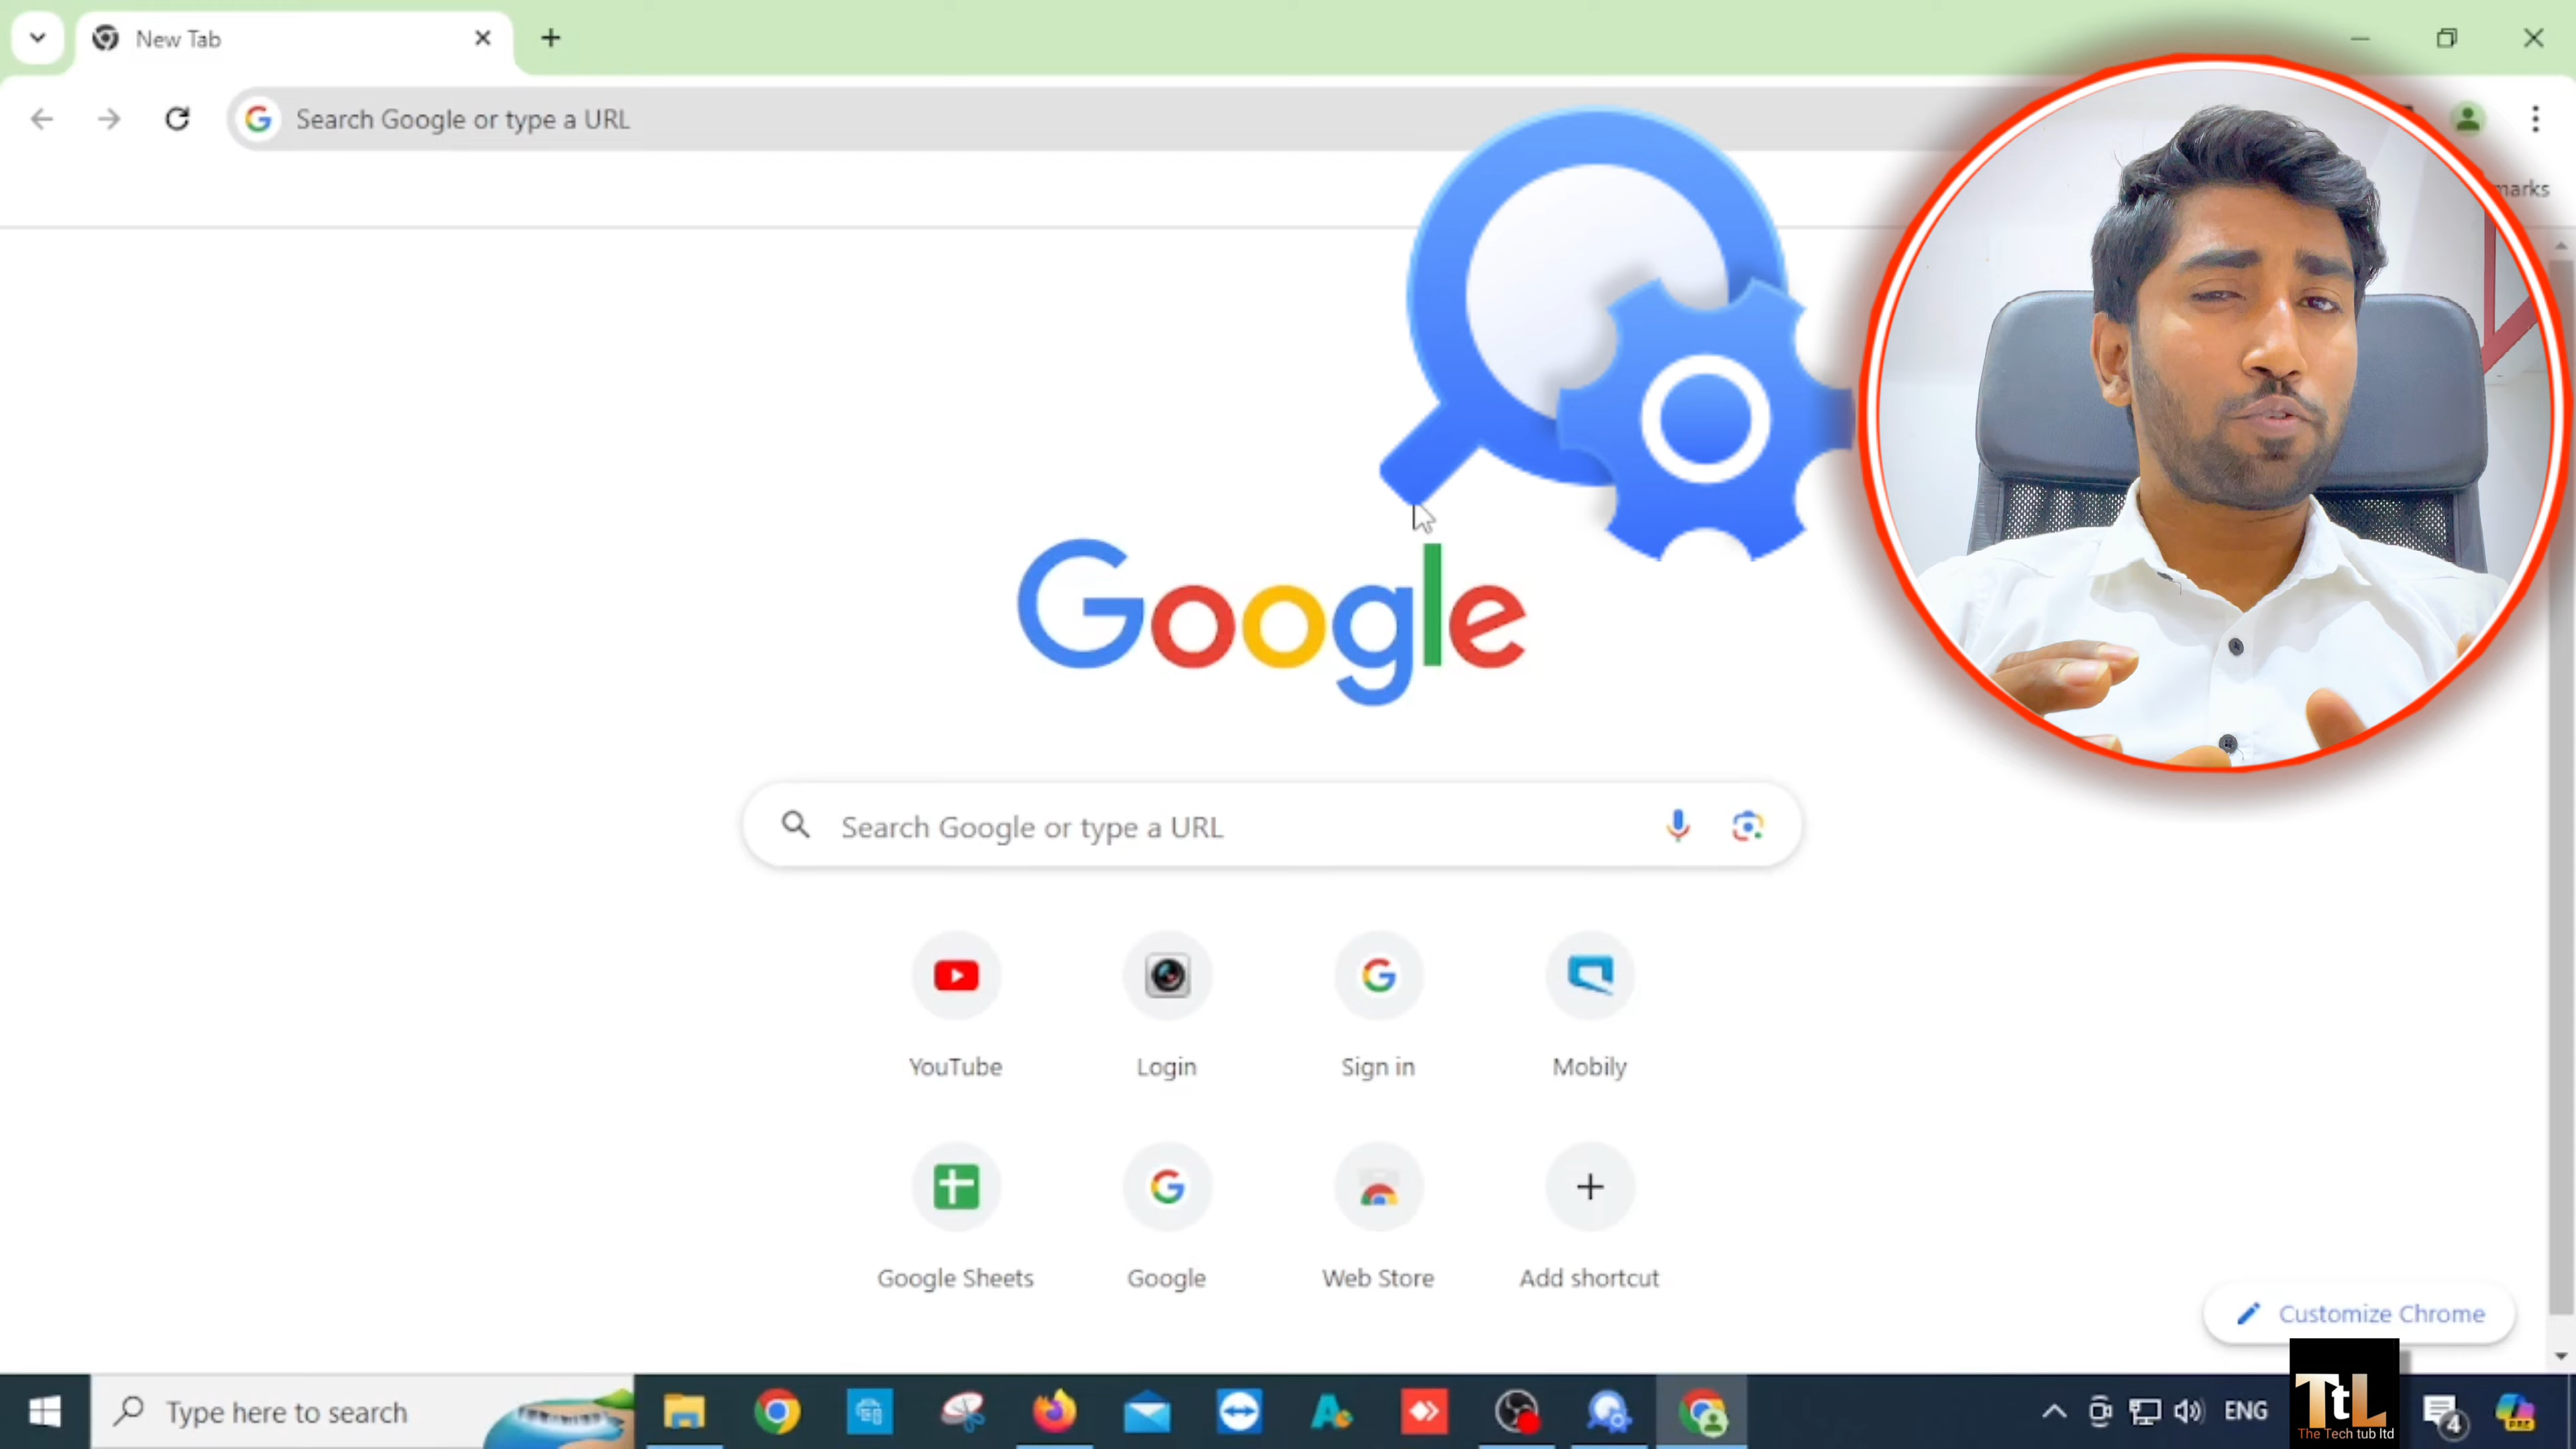 New Tab
Search Google or type a URL
marks
Google
Search Google or type a URL
YouTube
Login
Sign in
Mobily
Google Sheets
Google
Web Store
Add shortcut
Customize Chrome
Type here to search
ENG
TtL
The Tech tub ltd
4
PRE